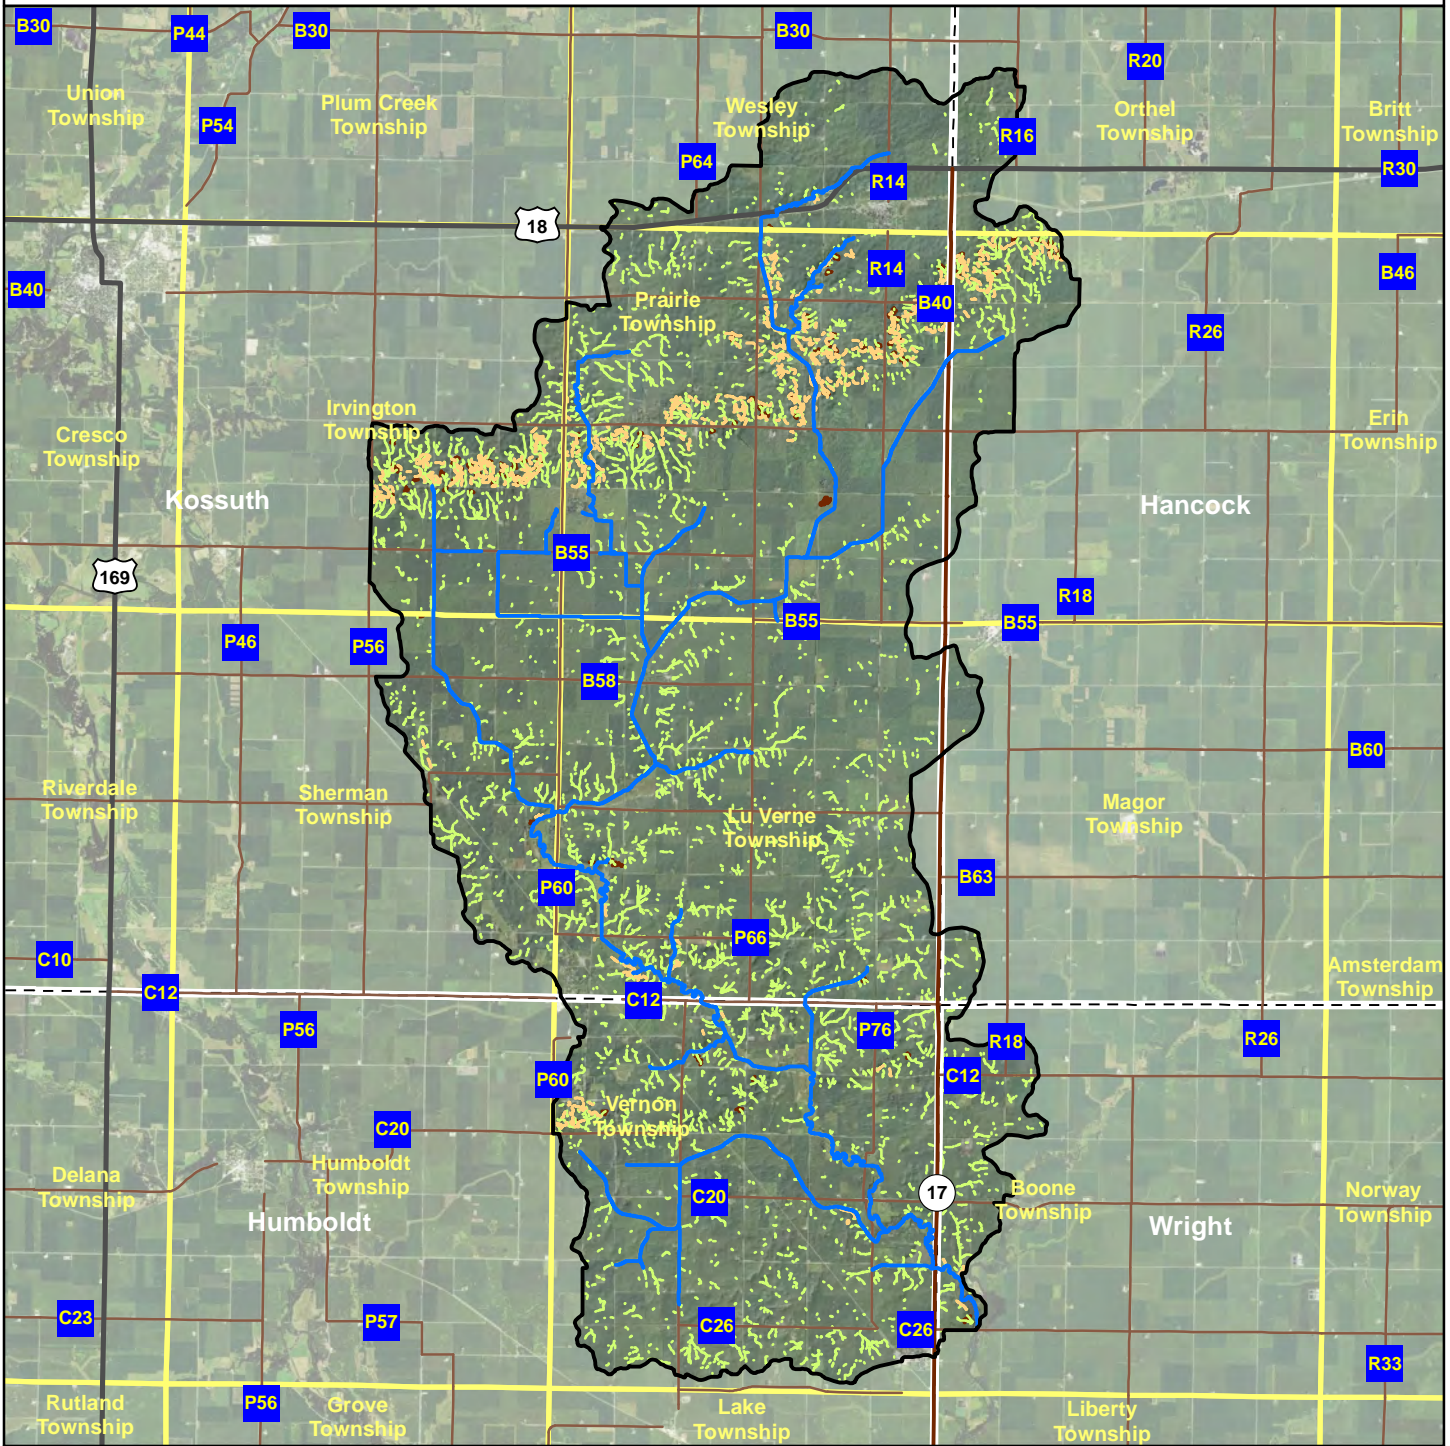 B30
P44
B30
B30
R20
Union
Township
Plum Creek
Township
Wesley
Township
Orthel
Township
Britt
Township
P54
R16
P64
R14
R30
18
B40
R14
B46
Prairie
Township
B40
R26
Irvington
Township
Cresco
Township
Erin
Township
Kossuth
Hancock
B55
169
R18
P46
P56
B55
B55
B58
B60
Riverdale
Township
Sherman
Township
Lu Verne
Township
Magor
Township
P60
B63
P66
C10
Amsterdam
Township
C12
C12
P56
P76
R18
R26
P60
C12
Vernon
Township
C20
Delana
Township
Humboldt
Township
C20
17
Boone
Township
Norway
Township
Humboldt
Wright
C23
P57
C26
C26
R33
Rutland
Township
P56
Grove
Township
Lake
Township
Liberty
Township